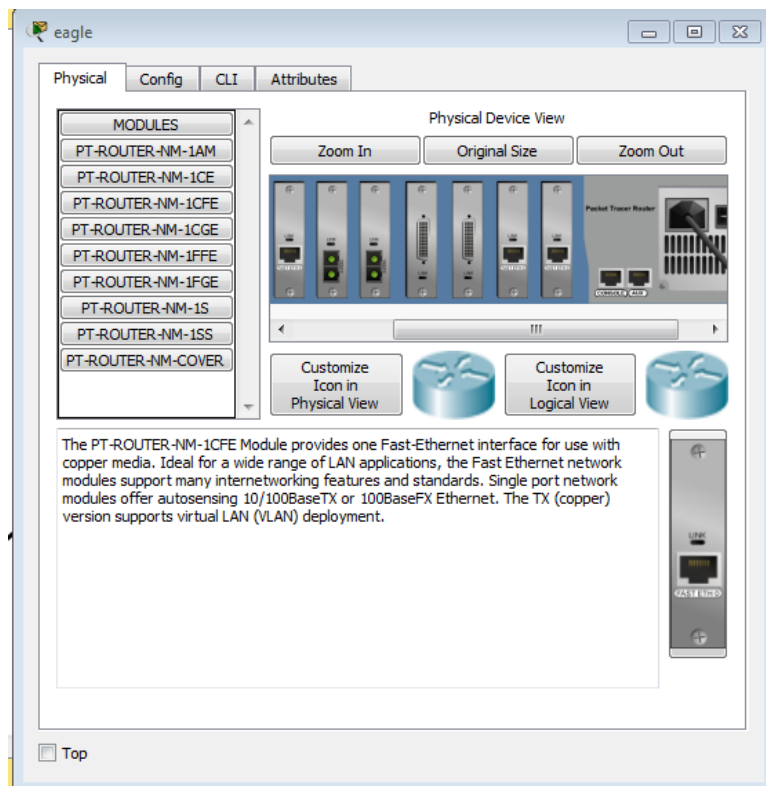 eagle
Physical
Config
CLI
Attributes
MODULES
PT-ROUTER-NM-1AM
PT-ROUTER-NM-1CE
PT-ROUTER-NM-1CFE
PT-ROUTER-NM-1CGE
PT-ROUTER-NM-1FFE
PT-ROUTER-NM-1FGE
PT-ROUTER-NM-1S
PT-ROUTER-NM-1SS
PT-ROUTER-NM-COVER
Physical Device View
Zoom In
Original Size
Zoom Out
Packet Tracer Router
CONSOLE
AUX
Customize
Icon in
Physical View
Customize
Icon in
Logical View
The PT-ROUTER-NM-1CFE Module provides one Fast-Ethernet interface for use with
copper media. Ideal for a wide range of LAN applications, the Fast Ethernet network
modules support many internetworking features and standards. Single port network
modules offer autosensing 10/100BaseTX or 100BaseFX Ethernet. The TX (copper)
version supports virtual LAN (VLAN) deployment.
LINK
FAST ETH 0
Top